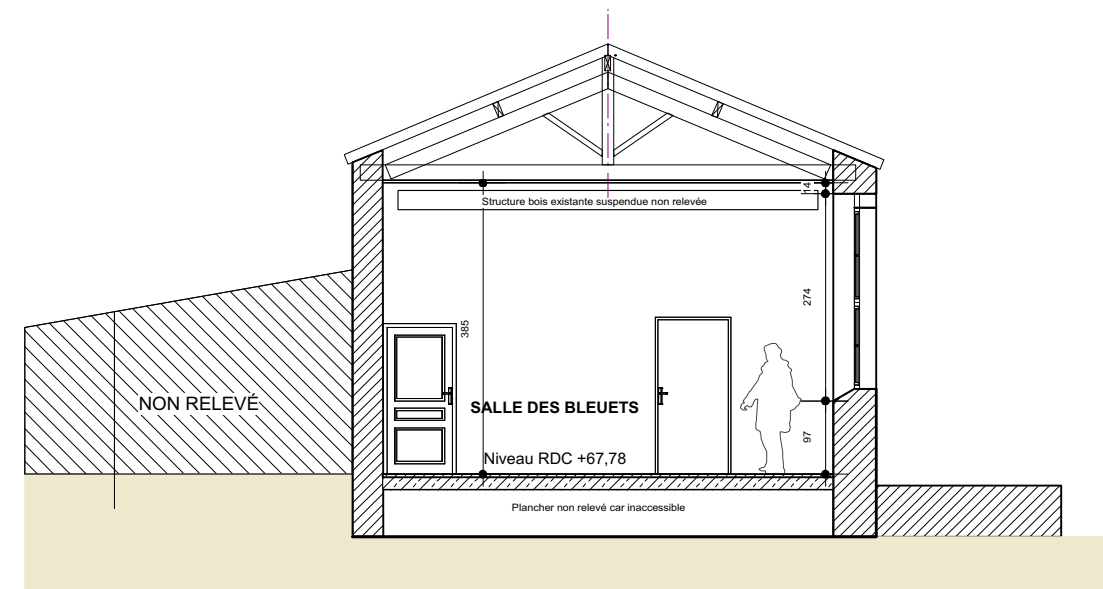 14
Structure bois existante suspendue non relevée
274
385
NON RELEVÉ
SALLE DES BLEUETS
97
Niveau RDC +67,78
Plancher non relevé car inaccessible